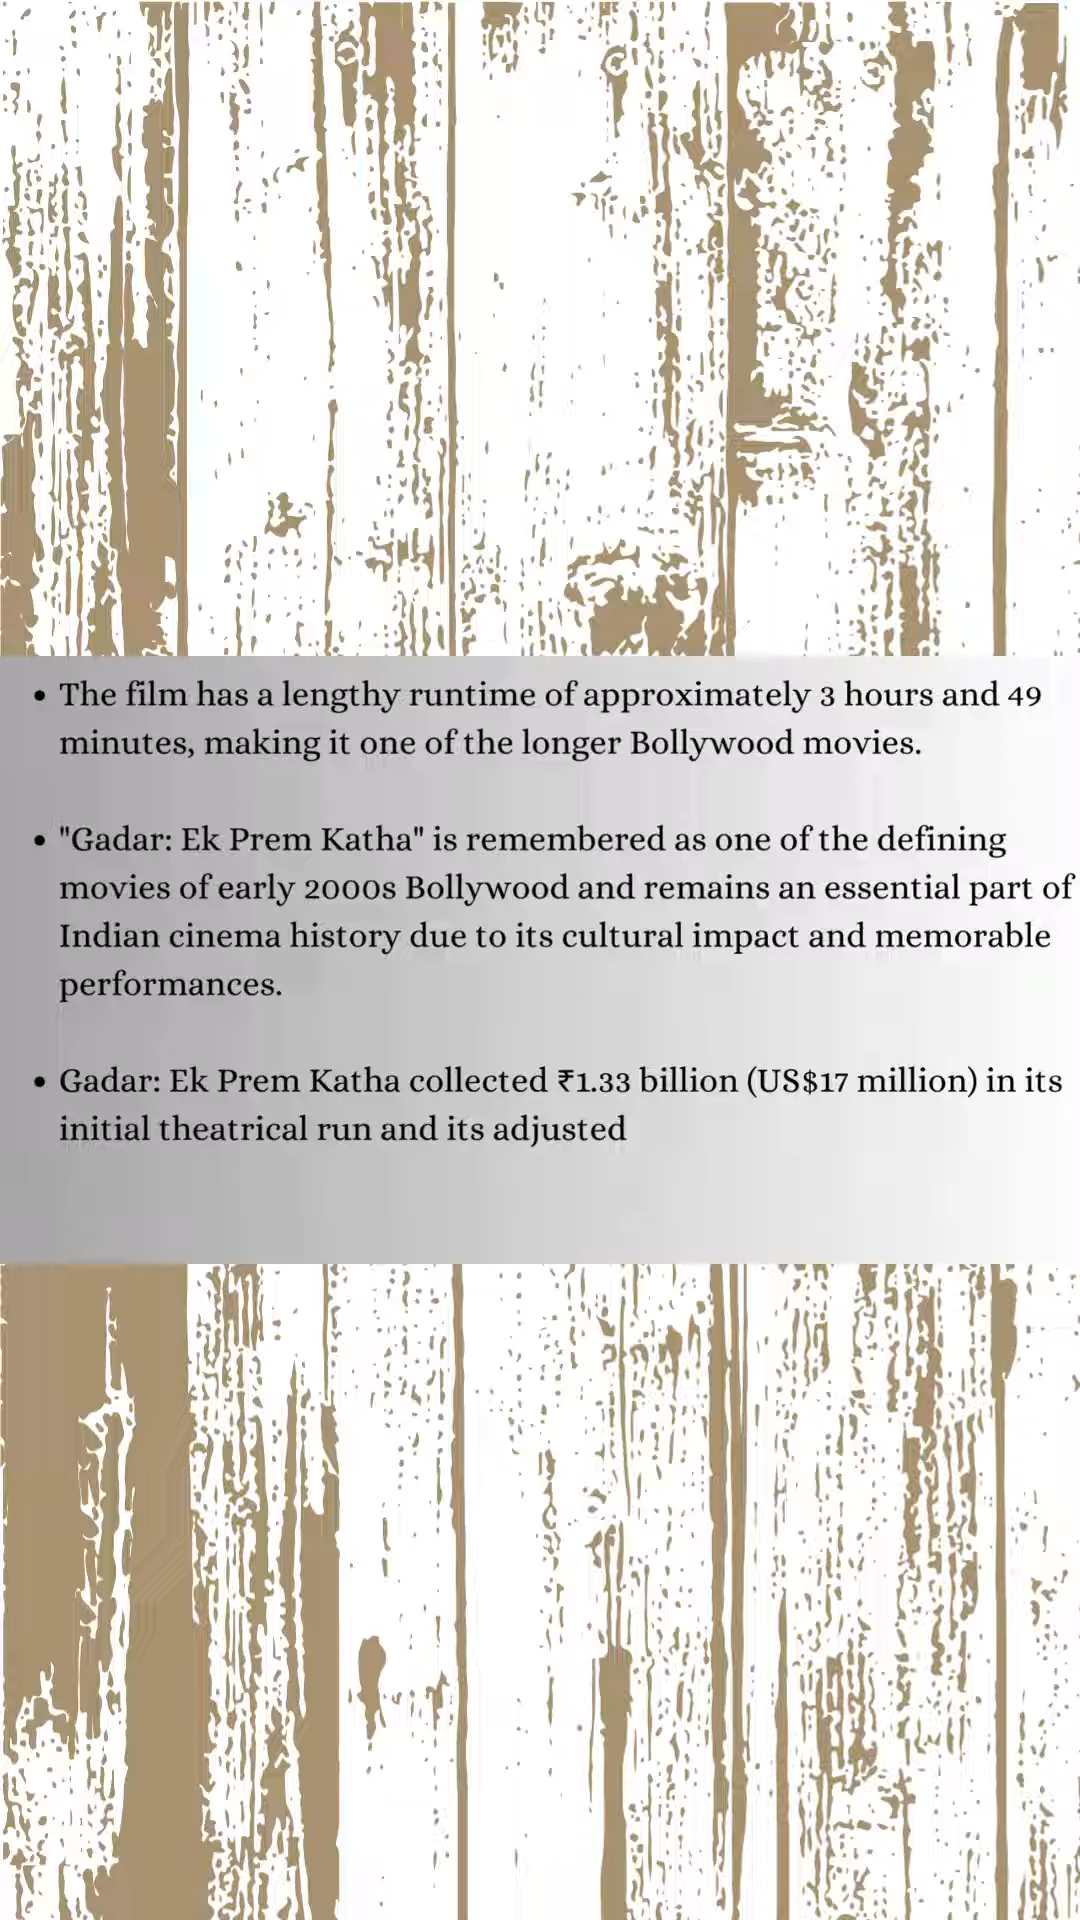 • The film has a lengthy runtime of approximately 3 hours and 49
minutes, making it one of the longer Bollywood movies.
• "Gadar: Ek Prem Katha" is remembered as one of the defining
movies of early 2000s Bollywood and remains an essential part of
Indian cinema history due to its cultural impact and memorable
performances.
• Gadar: Ek Prem Katha collected ₹1.33 billion (US$17 million) in its
initial theatrical run and its adjusted